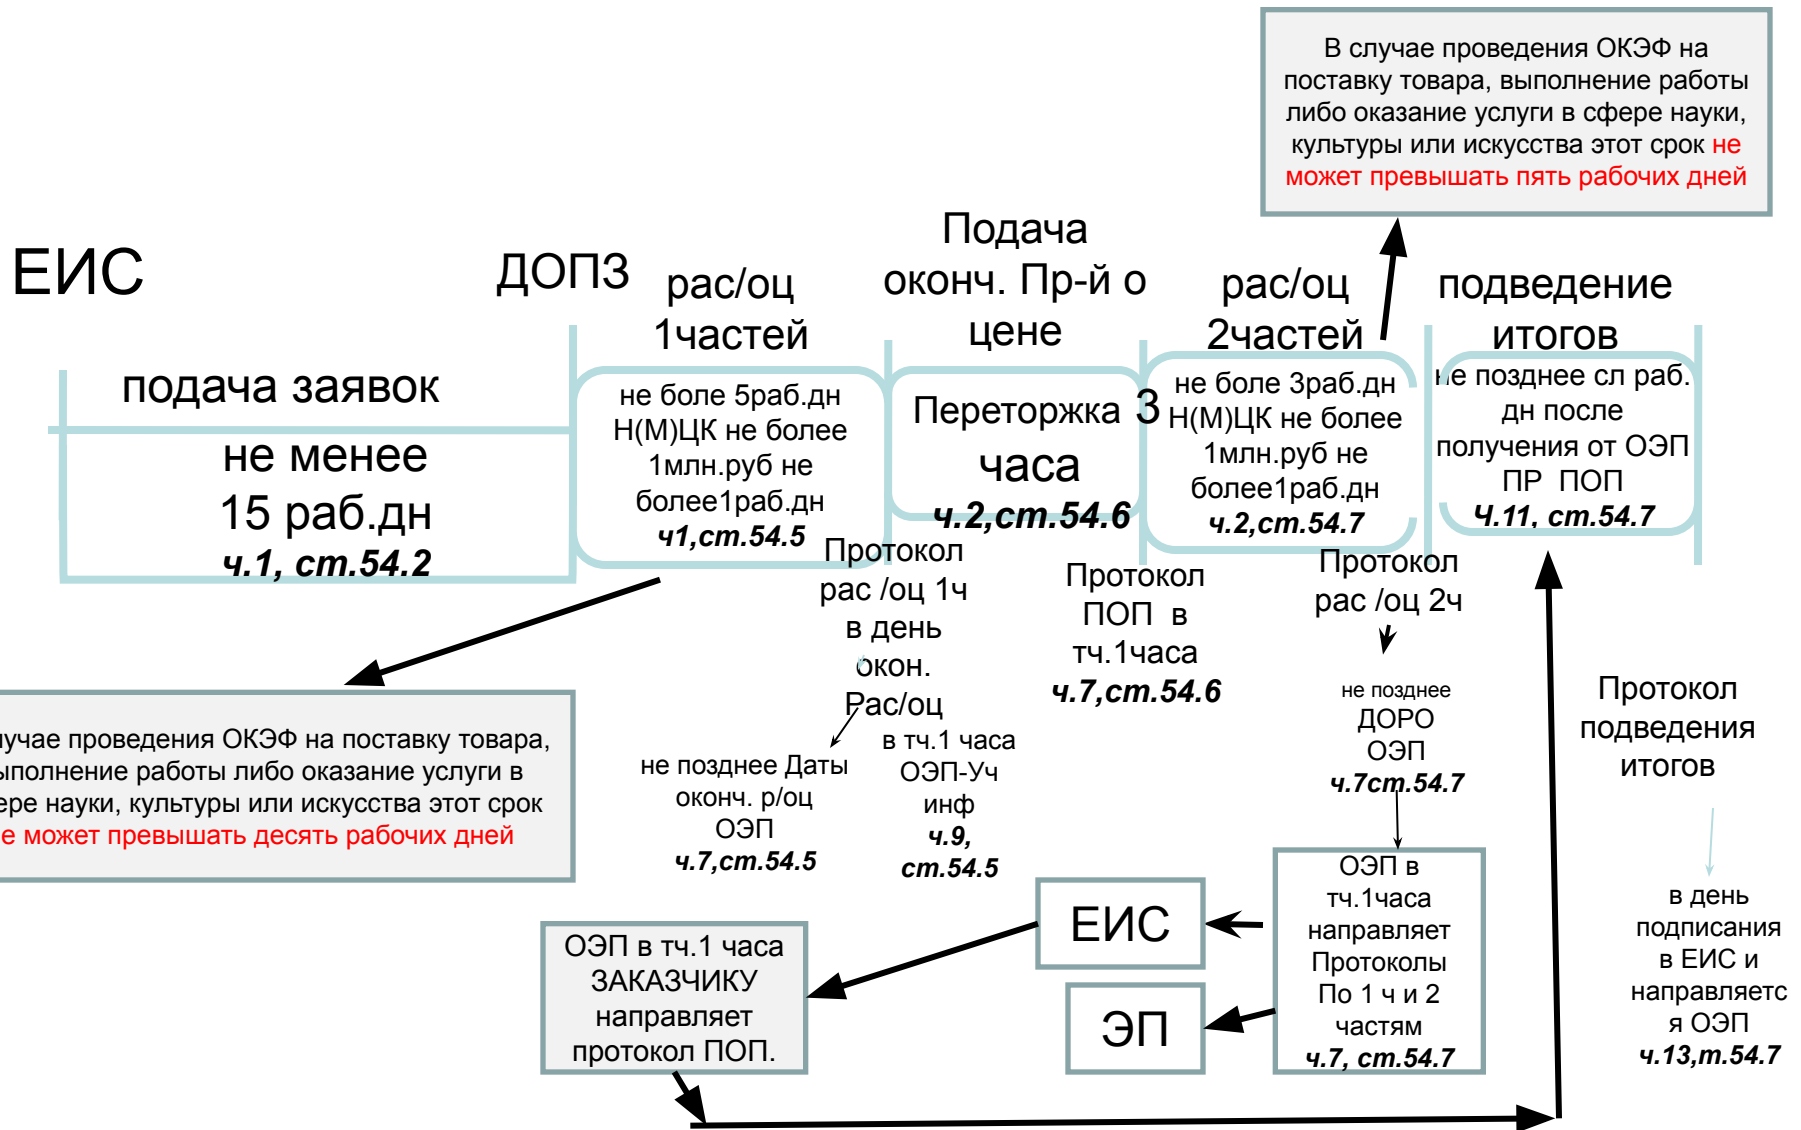 В случае проведения ОКЭФ на
поставку товара, выполнение работы
либо оказание услуги в сфере науки,
культуры или искусства этот срок не
может превышать пять рабочих дней
ЕИС
ДОПЗ
рас/оц
1частей
Подача
оконч. Пр-й о
цене
рас/оц
2частей
подведение
итогов
подача заявок
не менее
15 раб.дн
ч.1, ст.54.2
не боле 5раб.дн
Н(М)ЦК не более
1млн.руб не
более1раб.дн
ч1,ст.54.5
Переторжка 3
часа
ч.2,ст.54.6
не боле 3раб.дн
Н(М)ЦК не более
1млн.руб не
более1раб.дн
ч.2,ст.54.7
не позднее сл раб.
дн после
получения от ОЭП
ПР ПОП
Ч.11, ст.54.7
Протокол
рас /оц 1ч
в день
окон.
Рас/оц
Протокол
ПОП в
тч.1часа
ч.7,ст.54.6
Протокол
рас /оц 2ч
не позднее
ДОРО
ОЭП
ч.7ст.54.7
Протокол
подведения
итогов
лучае проведения ОКЭФ на поставку товара,
ыполнение работы либо оказание услуги в
ере науки, культуры или искусства этот срок
е может превышать десять рабочих дней
не позднее Даты
оконч. р/оц
ОЭП
ч.7,ст.54.5
в тч.1 часа
ОЭП-Уч
инф
ч.9,
ст.54.5
ОЭП в тч.1 часа
ЗАКАЗЧИКУ
направляет
протокол ПОП.
ЕИС
ЭП
ОЭП в
тч.1часа
направляет
Протоколы
По 1 ч и 2
частям
ч.7, ст.54.7
в день
подписания
в ЕИС и
направляетс
я ОЭП
ч.13,т.54.7